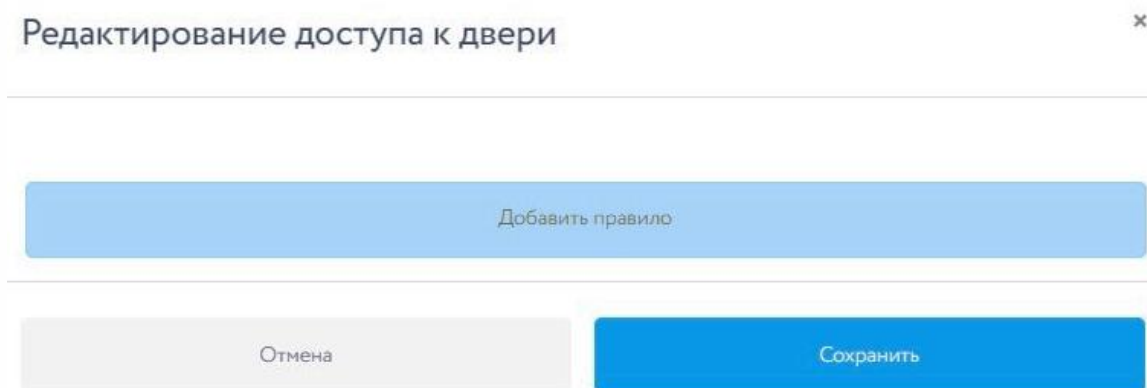 Редактирование доступа к двери
Добавить правило
Отмена
Сохранить